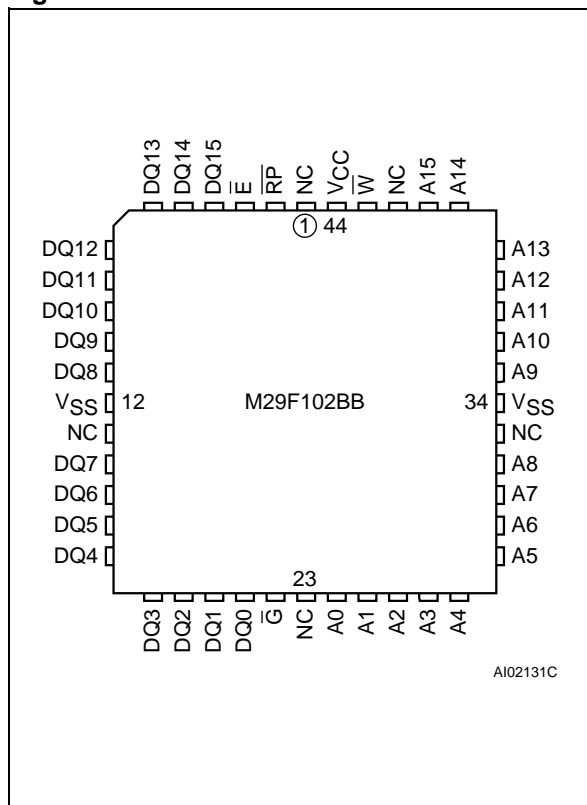 DQ13
DQ14
DQ15
E̅
R̅P̅
NC
VCC
W̅
NC
A15
A14
① 44
DQ12
DQ11
DQ10
DQ9
DQ8
VSS 12
NC
DQ7
DQ6
DQ5
DQ4
M29F102BB
A13
A12
A11
A10
A9
34 VSS
NC
A8
A7
A6
A5
23
DQ3
DQ2
DQ1
DQ0
G̅
NC
A0
A1
A2
A3
A4
AI02131C